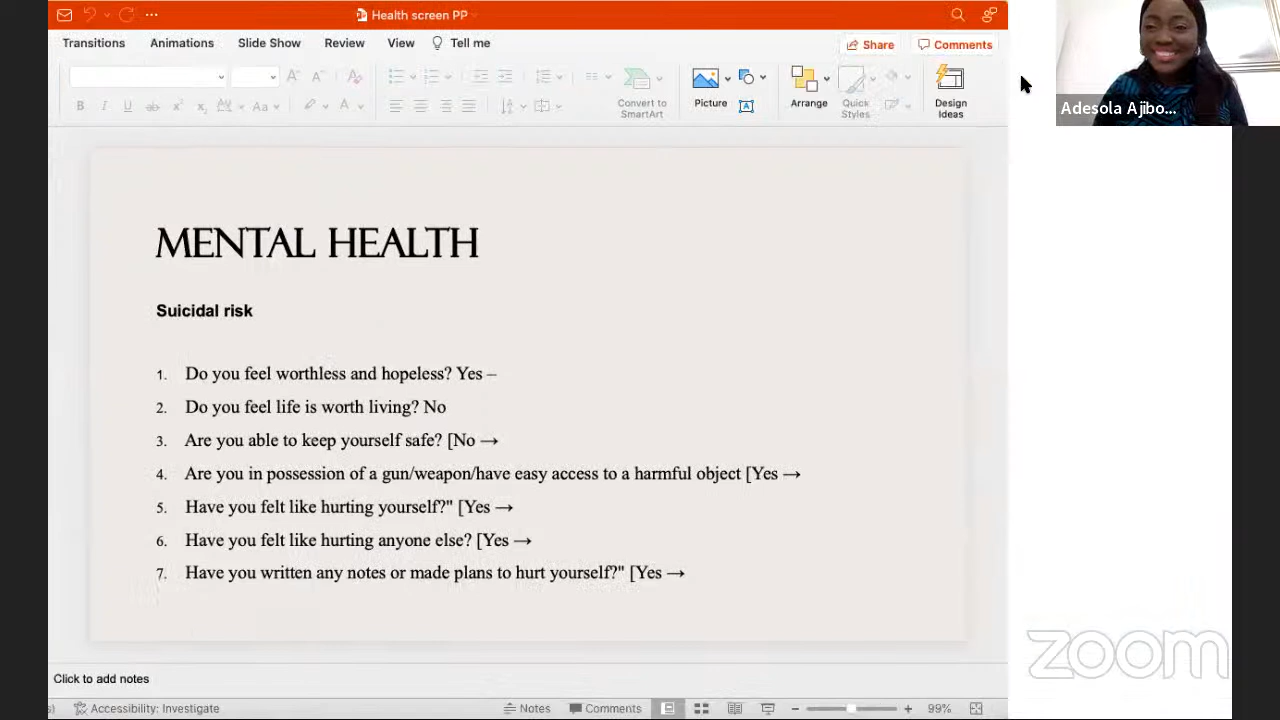 Health screen PP
Transitions Animations Slide Show Review View Tell me
Share Comments
Convert to
SmartArt
Picture
Arrange
Quick
Styles
Design
Ideas
Adesola Ajibo...
MENTAL HEALTH
Suicidal risk
1. Do you feel worthless and hopeless? Yes –
2. Do you feel life is worth living? No
3. Are you able to keep yourself safe? [No →
4. Are you in possession of a gun/weapon/have easy access to a harmful object [Yes →
5. Have you felt like hurting yourself?" [Yes →
6. Have you felt like hurting anyone else? [Yes →
7. Have you written any notes or made plans to hurt yourself?" [Yes →
zoom
Click to add notes
Accessibility: Investigate Notes Comments 99%